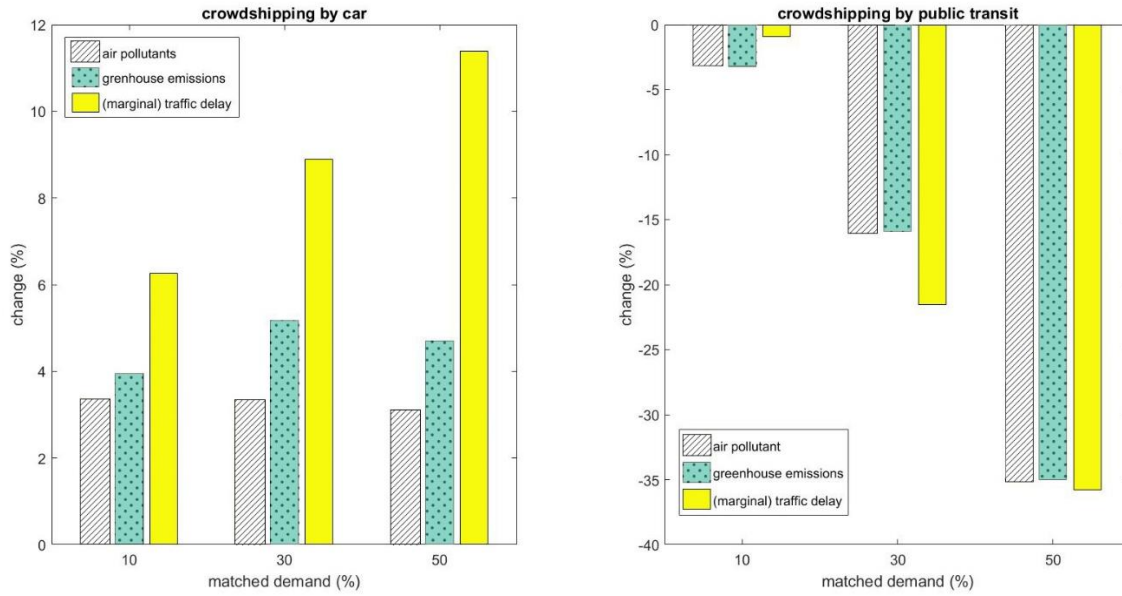 crowdshipping by car
12
10
8
6
4
2
0
change (%)
air pollutants
grenhouse emissions
(marginal) traffic delay
10
30
50
matched demand (%)
crowdshipping by public transit
0
-5
-10
-15
-20
-25
-30
-35
-40
change (%)
air pollutant
greenhouse emissions
(marginal) traffic delay
10
30
50
matched demand (%)